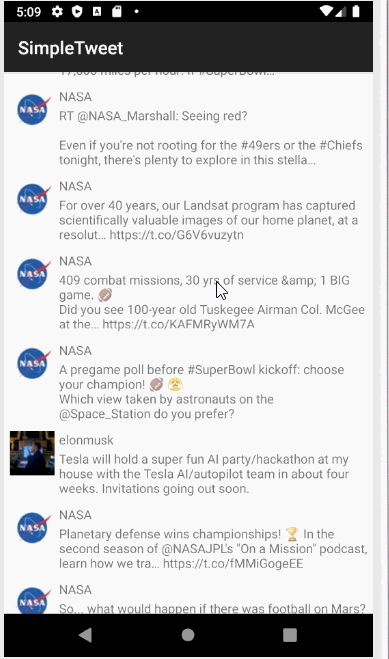 5:09
SimpleTweet
17,000 miles per hour. If #SuperBowl…
NASA
RT @NASA_Marshall: Seeing red?
Even if you're not rooting for the #49ers or the #Chiefs
tonight, there's plenty to explore in this stella…
NASA
For over 40 years, our Landsat program has captured
scientifically valuable images of our home planet, at a
resolut… https://t.co/G6V6vuzytn
NASA
409 combat missions, 30 yrs of service &amp; 1 BIG
game. 🏈
Did you see 100-year old Tuskegee Airman Col. McGee
at the… https://t.co/KAFMRyWM7A
NASA
A pregame poll before #SuperBowl kickoff: choose
your champion! 🏈 😤
Which view taken by astronauts on the
@Space_Station do you prefer?
elonmusk
Tesla will hold a super fun AI party/hackathon at my
house with the Tesla AI/autopilot team in about four
weeks. Invitations going out soon.
NASA
Planetary defense wins championships! 🏆 In the
second season of @NASAJPL's "On a Mission" podcast,
learn how we tra… https://t.co/fMMiGogeEE
NASA
So... what would happen if there was football on Mars?